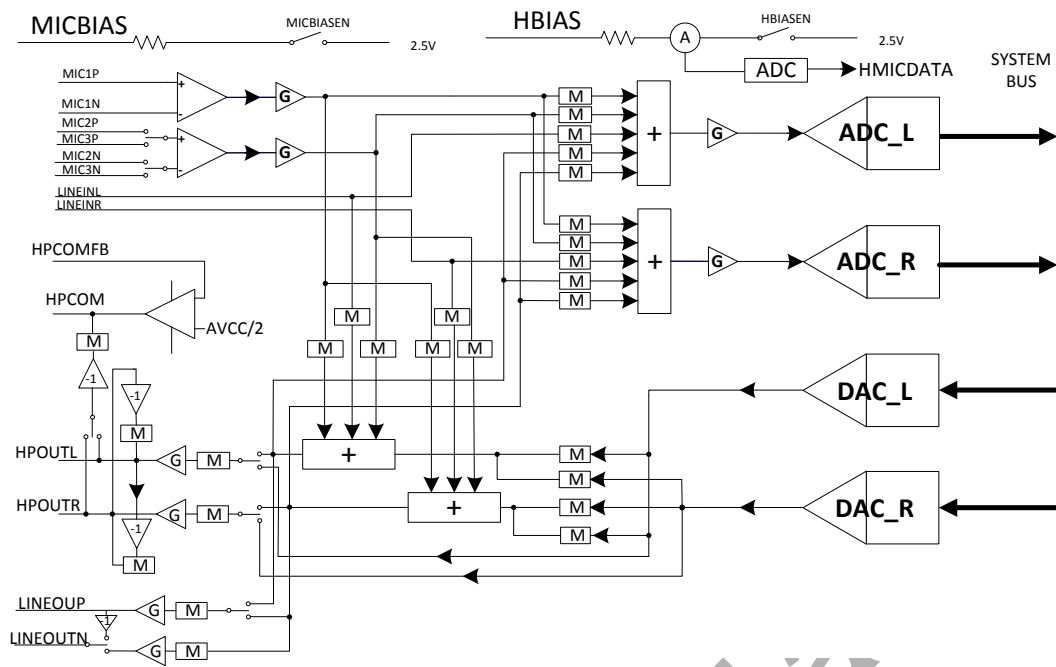 MICBIAS
MICBIASEN
2.5V
HBIAS
HBIASEN
A
2.5V
ADC
HMICDATA
SYSTEM
BUS
MIC1P
MIC1N
+
-
G
MIC2P
MIC3P
MIC2N
MIC3N
+
-
G
LINEINL
LINEINR
M
M
M
M
M
+
G
ADC_L
M
M
M
M
M
+
G
ADC_R
HPCOMFB
HPCOM
AVCC/2
M
-1
-1
M
M
M
M
M
M
M
DAC_L
HPOUTL
G
M
+
M
M
HPOUTR
G
M
+
M
M
DAC_R
-1
M
LINEOUP
G
M
-1
LINEOUTN
G
M